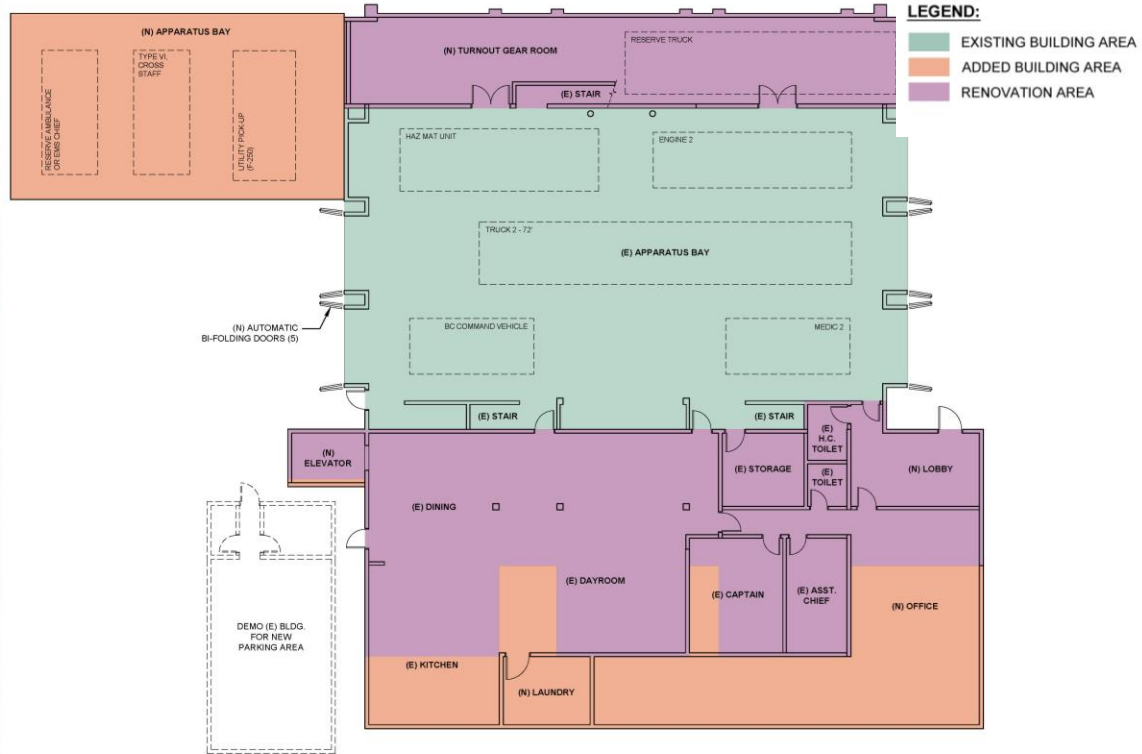 LEGEND:
EXISTING BUILDING AREA
ADDED BUILDING AREA
RENOVATION AREA
(N) APPARATUS BAY
RESERVE AMBULANCE
OR EMS CHIEF
TYPE VI,
CROSS
STAFF
UTILITY PICK-UP
(F-250)
(N) TURNOUT GEAR ROOM
RESERVE TRUCK
(E) STAIR
HAZ MAT UNIT
ENGINE 2
TRUCK 2 - 72'
(E) APPARATUS BAY
(N) AUTOMATIC
BI-FOLDING DOORS (5)
BC COMMAND VEHICLE
MEDIC 2
(E) STAIR
(E) STAIR
(E)
H.C.
TOILET
(N)
ELEVATOR
(E) STORAGE
(E)
TOILET
(N) LOBBY
(E) DINING
(E) DAYROOM
(E) CAPTAIN
(E) ASST.
CHIEF
(N) OFFICE
DEMO (E) BLDG.
FOR NEW
PARKING AREA
(E) KITCHEN
(N) LAUNDRY